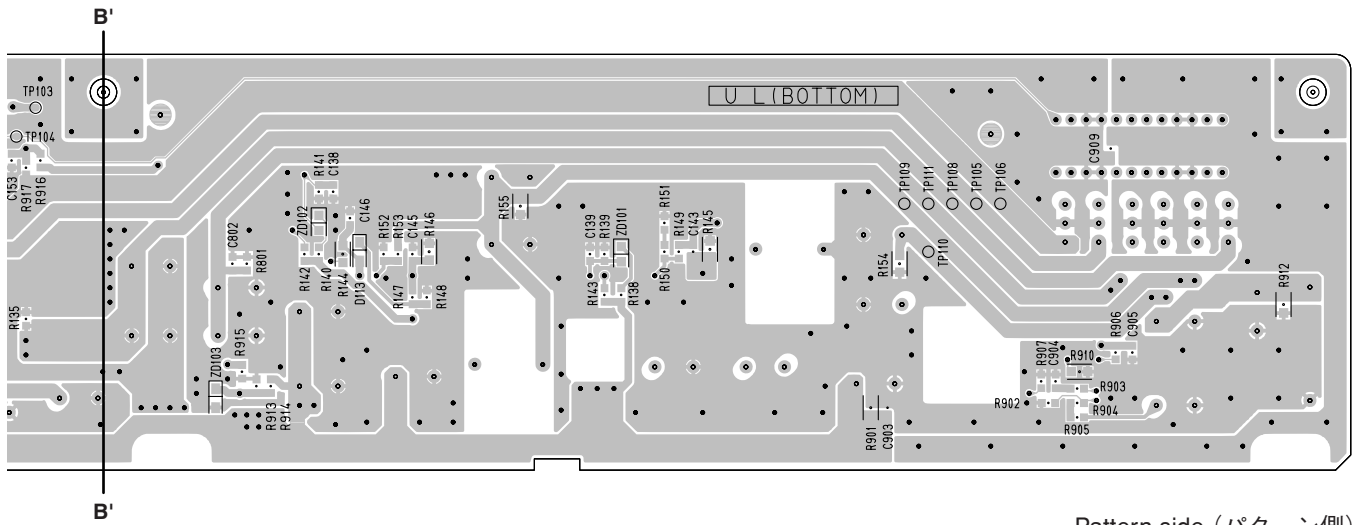 B'
TP103
TP104
C153
R917
R916
R135
U L(BOTTOM)
R141
C138
ZD102
C146
C802
R801
R142
R140
R144
D113
R152
R153
C145
R146
R147
R148
R155
C139
R139
ZD101
R143
R138
R151
R149
C143
R145
R150
TP109
TP111
TP108
TP105
TP106
TP110
R154
C909
R912
R915
ZD103
R913
R914
R906
C905
R907
C904
R910
R903
R902
R904
R905
R901
C903
B'
Pattern side (パターン側)